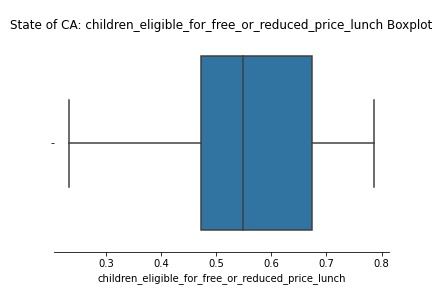 State of CA: children_eligible_for_free_or_reduced_price_lunch Boxplot
-
0.3 0.4 0.5 0.6 0.7 0.8
children_eligible_for_free_or_reduced_price_lunch